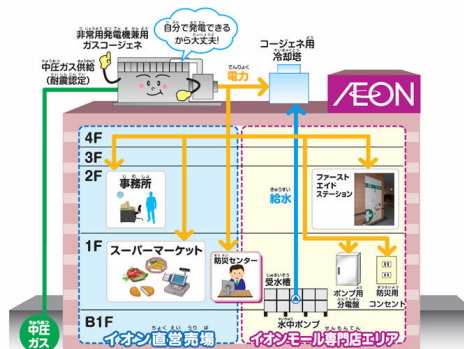 非常用発電機兼用
ガスコージェネ
自分で発電できる
から大丈夫！
コージェネ用
冷却塔
中圧ガス供給
(耐震認定)
電力
ÆON
4F
3F
2F
事務所
給水
ファースト
エイド
ステーション
1F
スーパーマーケット
防災センター
受水槽
ポンプ用
分電盤
防災用
コンセント
B1F
水中ポンプ
中圧
ガス
イオン直営売場
イオンモール専門店エリア